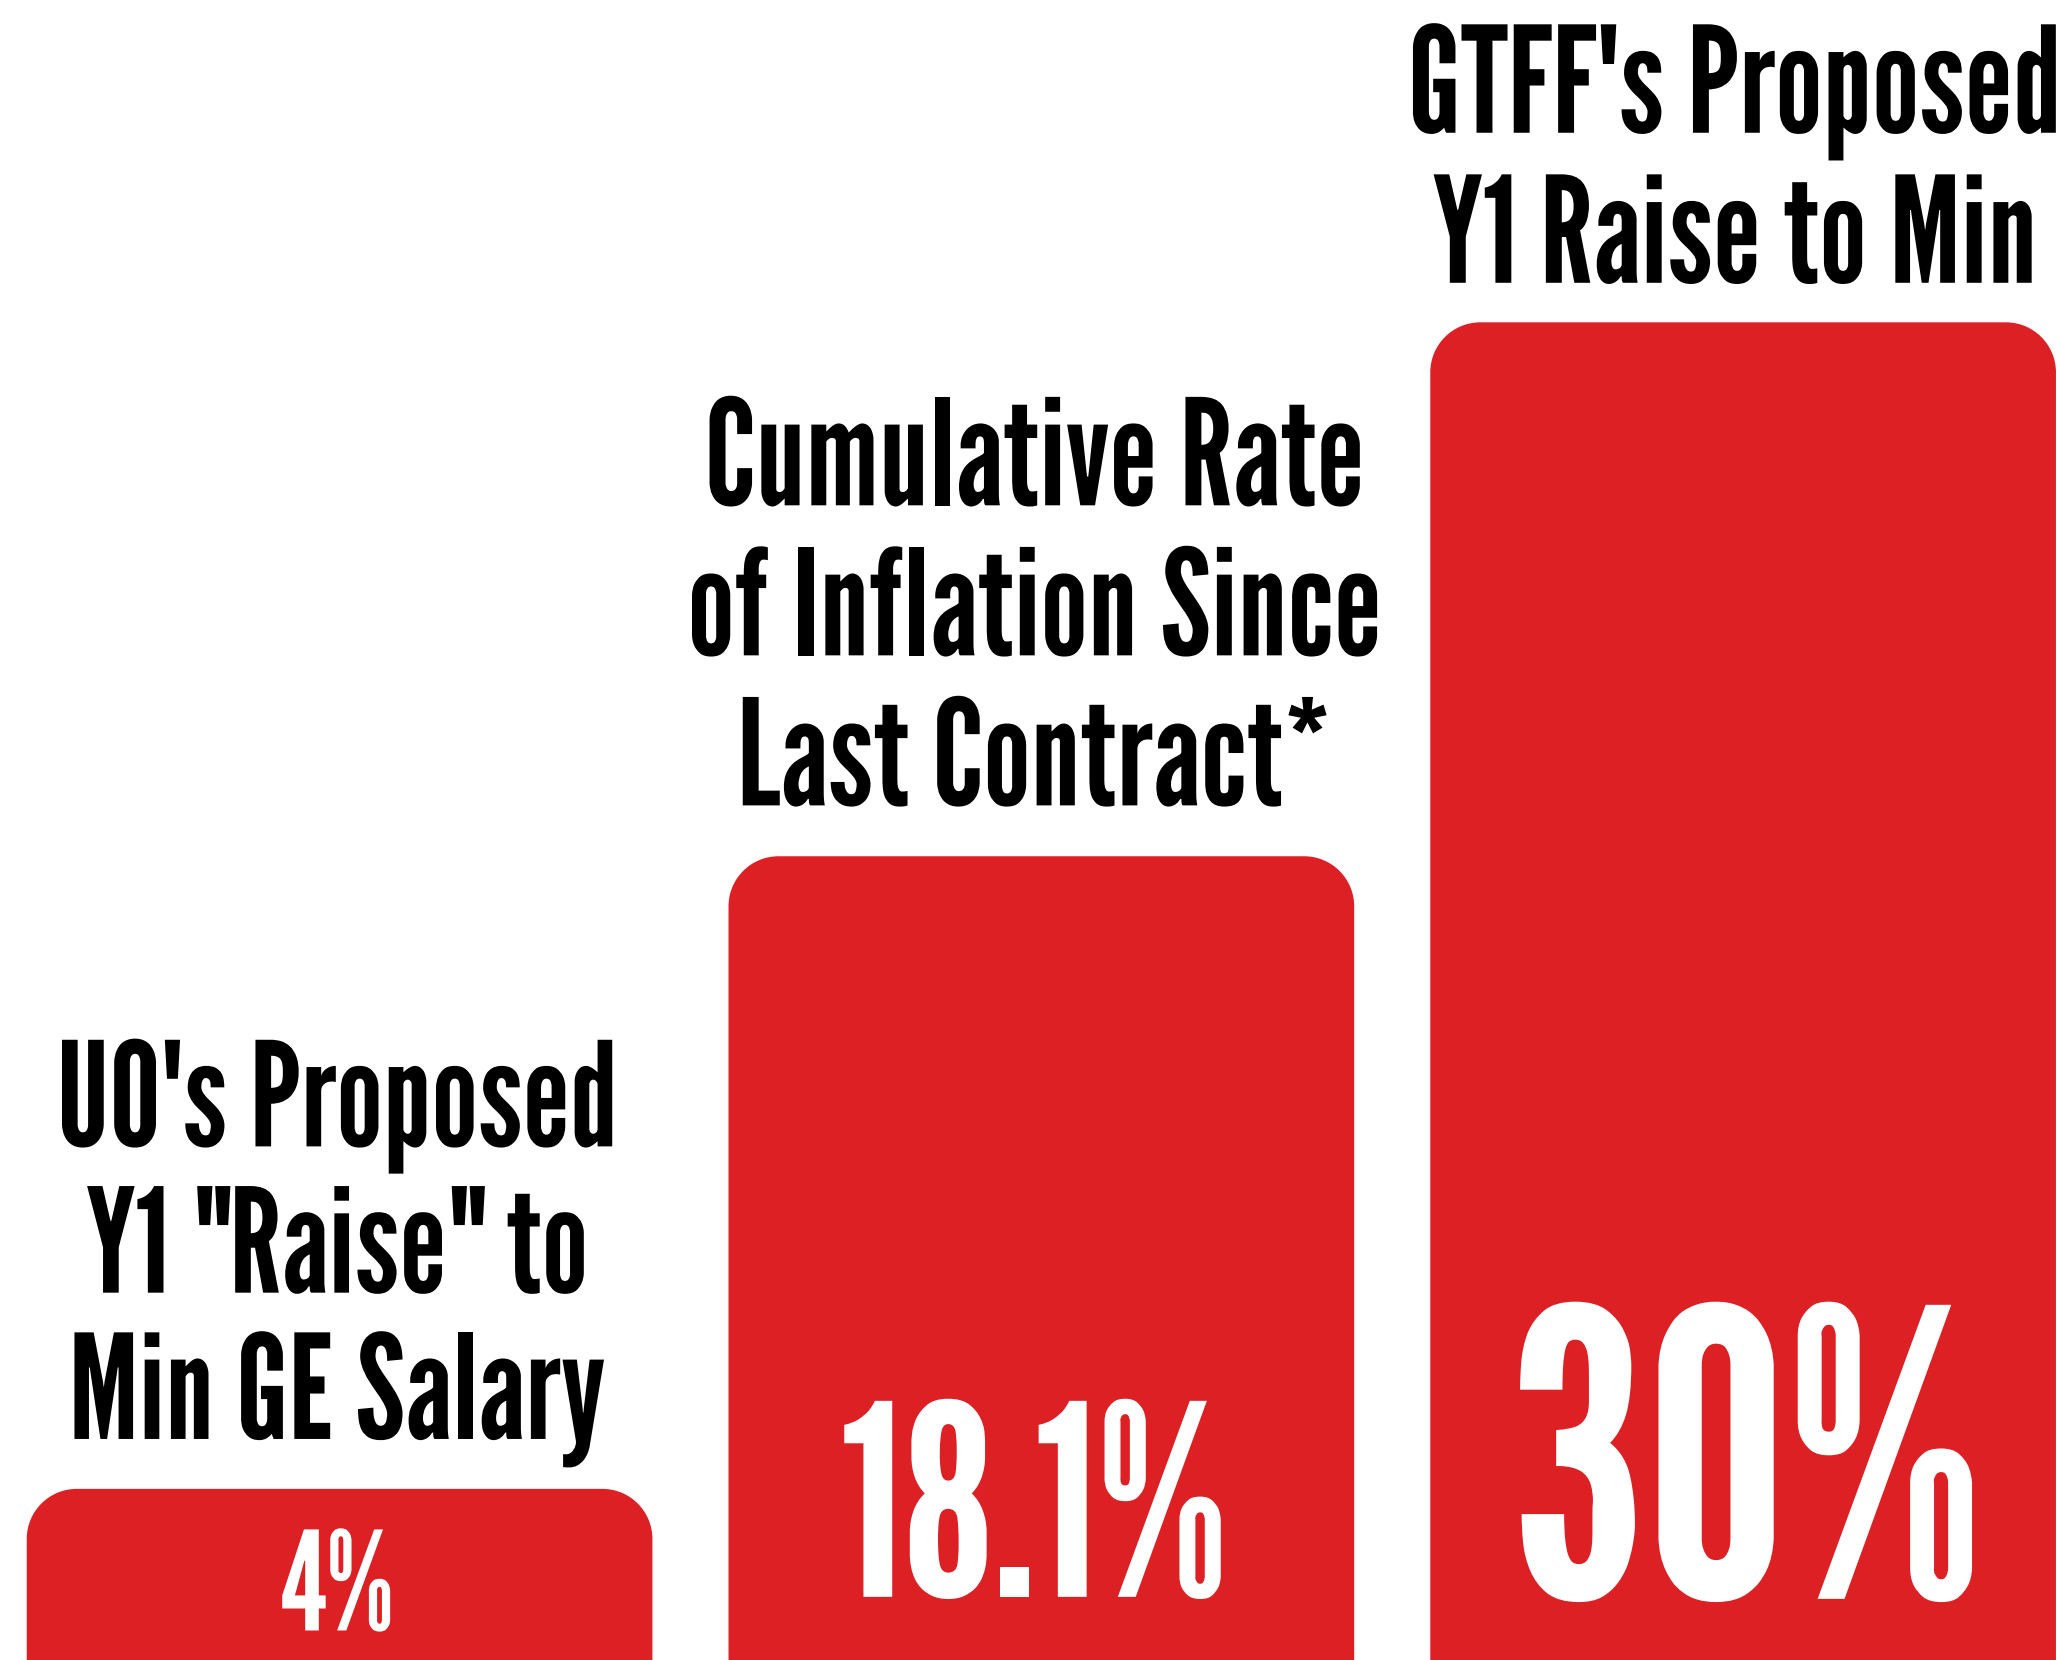 UO's Proposed
Y1 "Raise" to
Min GE Salary
4%
Cumulative Rate
of Inflation Since
Last Contract*
18.1%
GTFF's Proposed
Y1 Raise to Min
30%